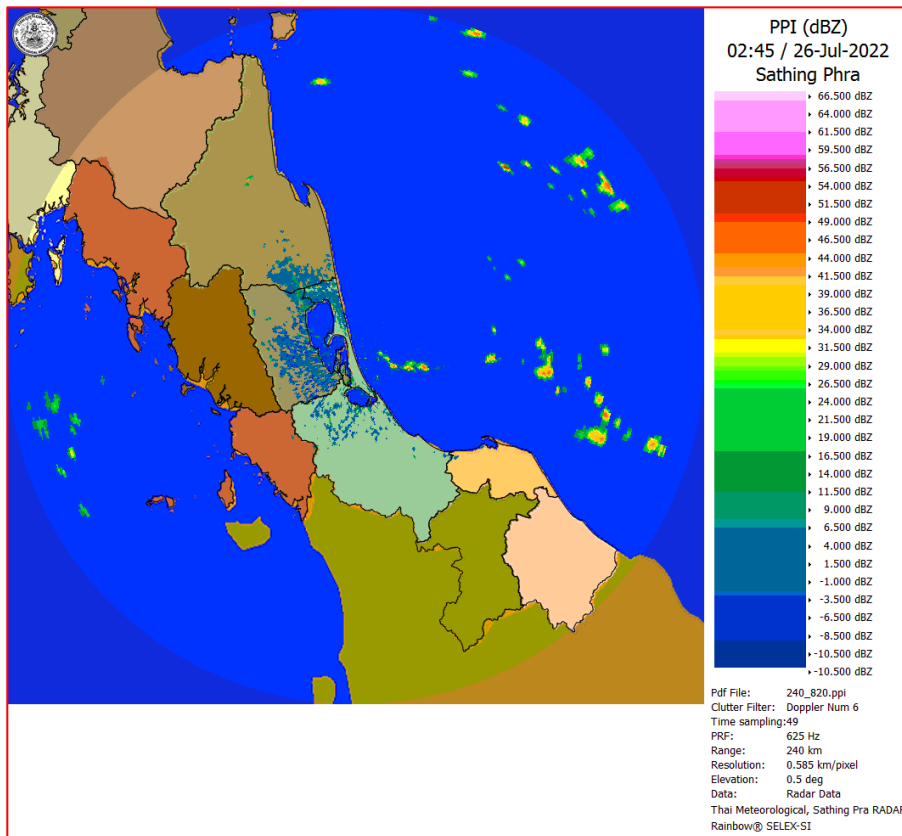 PPI (dBZ)
02:45 / 26-Jul-2022
Sathing Phra
66.500 dBZ
64.000 dBZ
61.500 dBZ
59.500 dBZ
56.500 dBZ
54.000 dBZ
51.500 dBZ
49.000 dBZ
46.500 dBZ
44.000 dBZ
41.500 dBZ
39.000 dBZ
36.500 dBZ
34.000 dBZ
31.500 dBZ
29.000 dBZ
26.500 dBZ
24.000 dBZ
21.500 dBZ
19.000 dBZ
16.500 dBZ
14.000 dBZ
11.500 dBZ
9.000 dBZ
6.500 dBZ
4.000 dBZ
1.500 dBZ
-1.000 dBZ
-3.500 dBZ
-6.500 dBZ
-8.500 dBZ
-10.500 dBZ
-10.500 dBZ
Pdf File: 240_820.ppi
Clutter Filter: Doppler Num 6
Time sampling:49
PRF: 625 Hz
Range: 240 km
Resolution: 0.585 km/pixel
Elevation: 0.5 deg
Data: Radar Data
Thai Meteorological, Sathing Pra RADAR
Rainbow® SELEX-SI